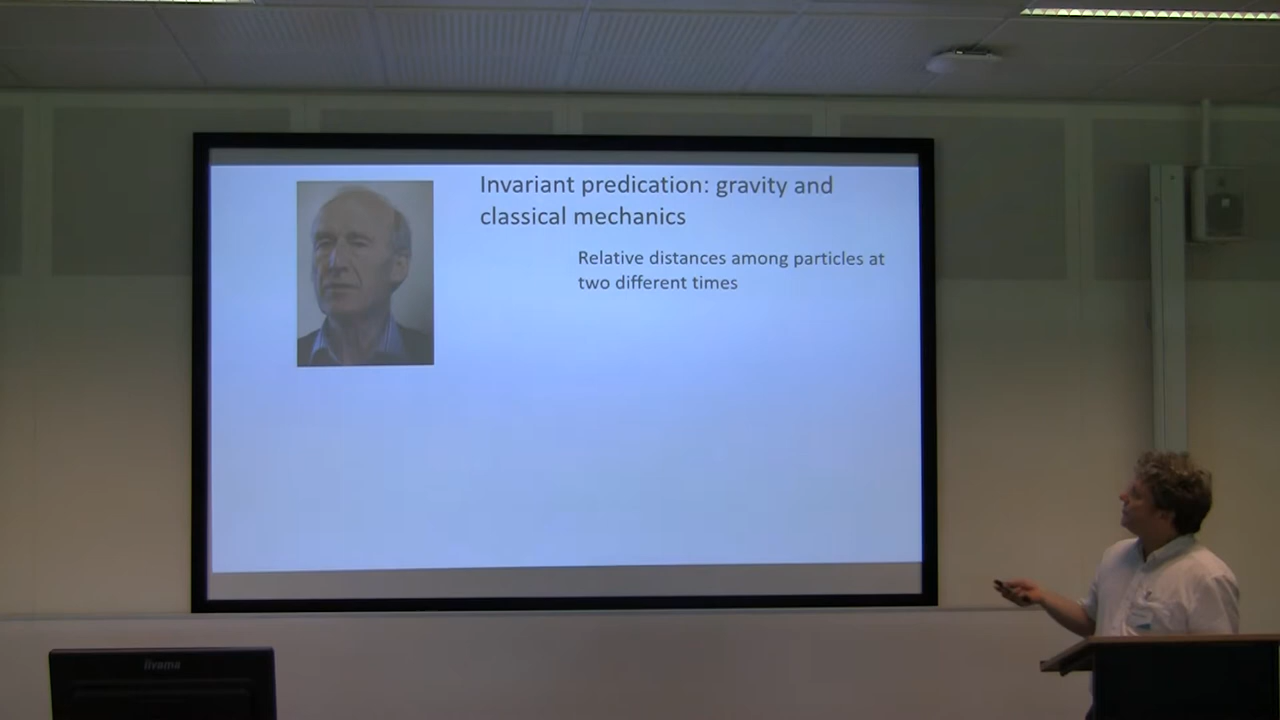 Invariant predication: gravity and
classical mechanics
Relative distances among particles at
two different times
iiyama